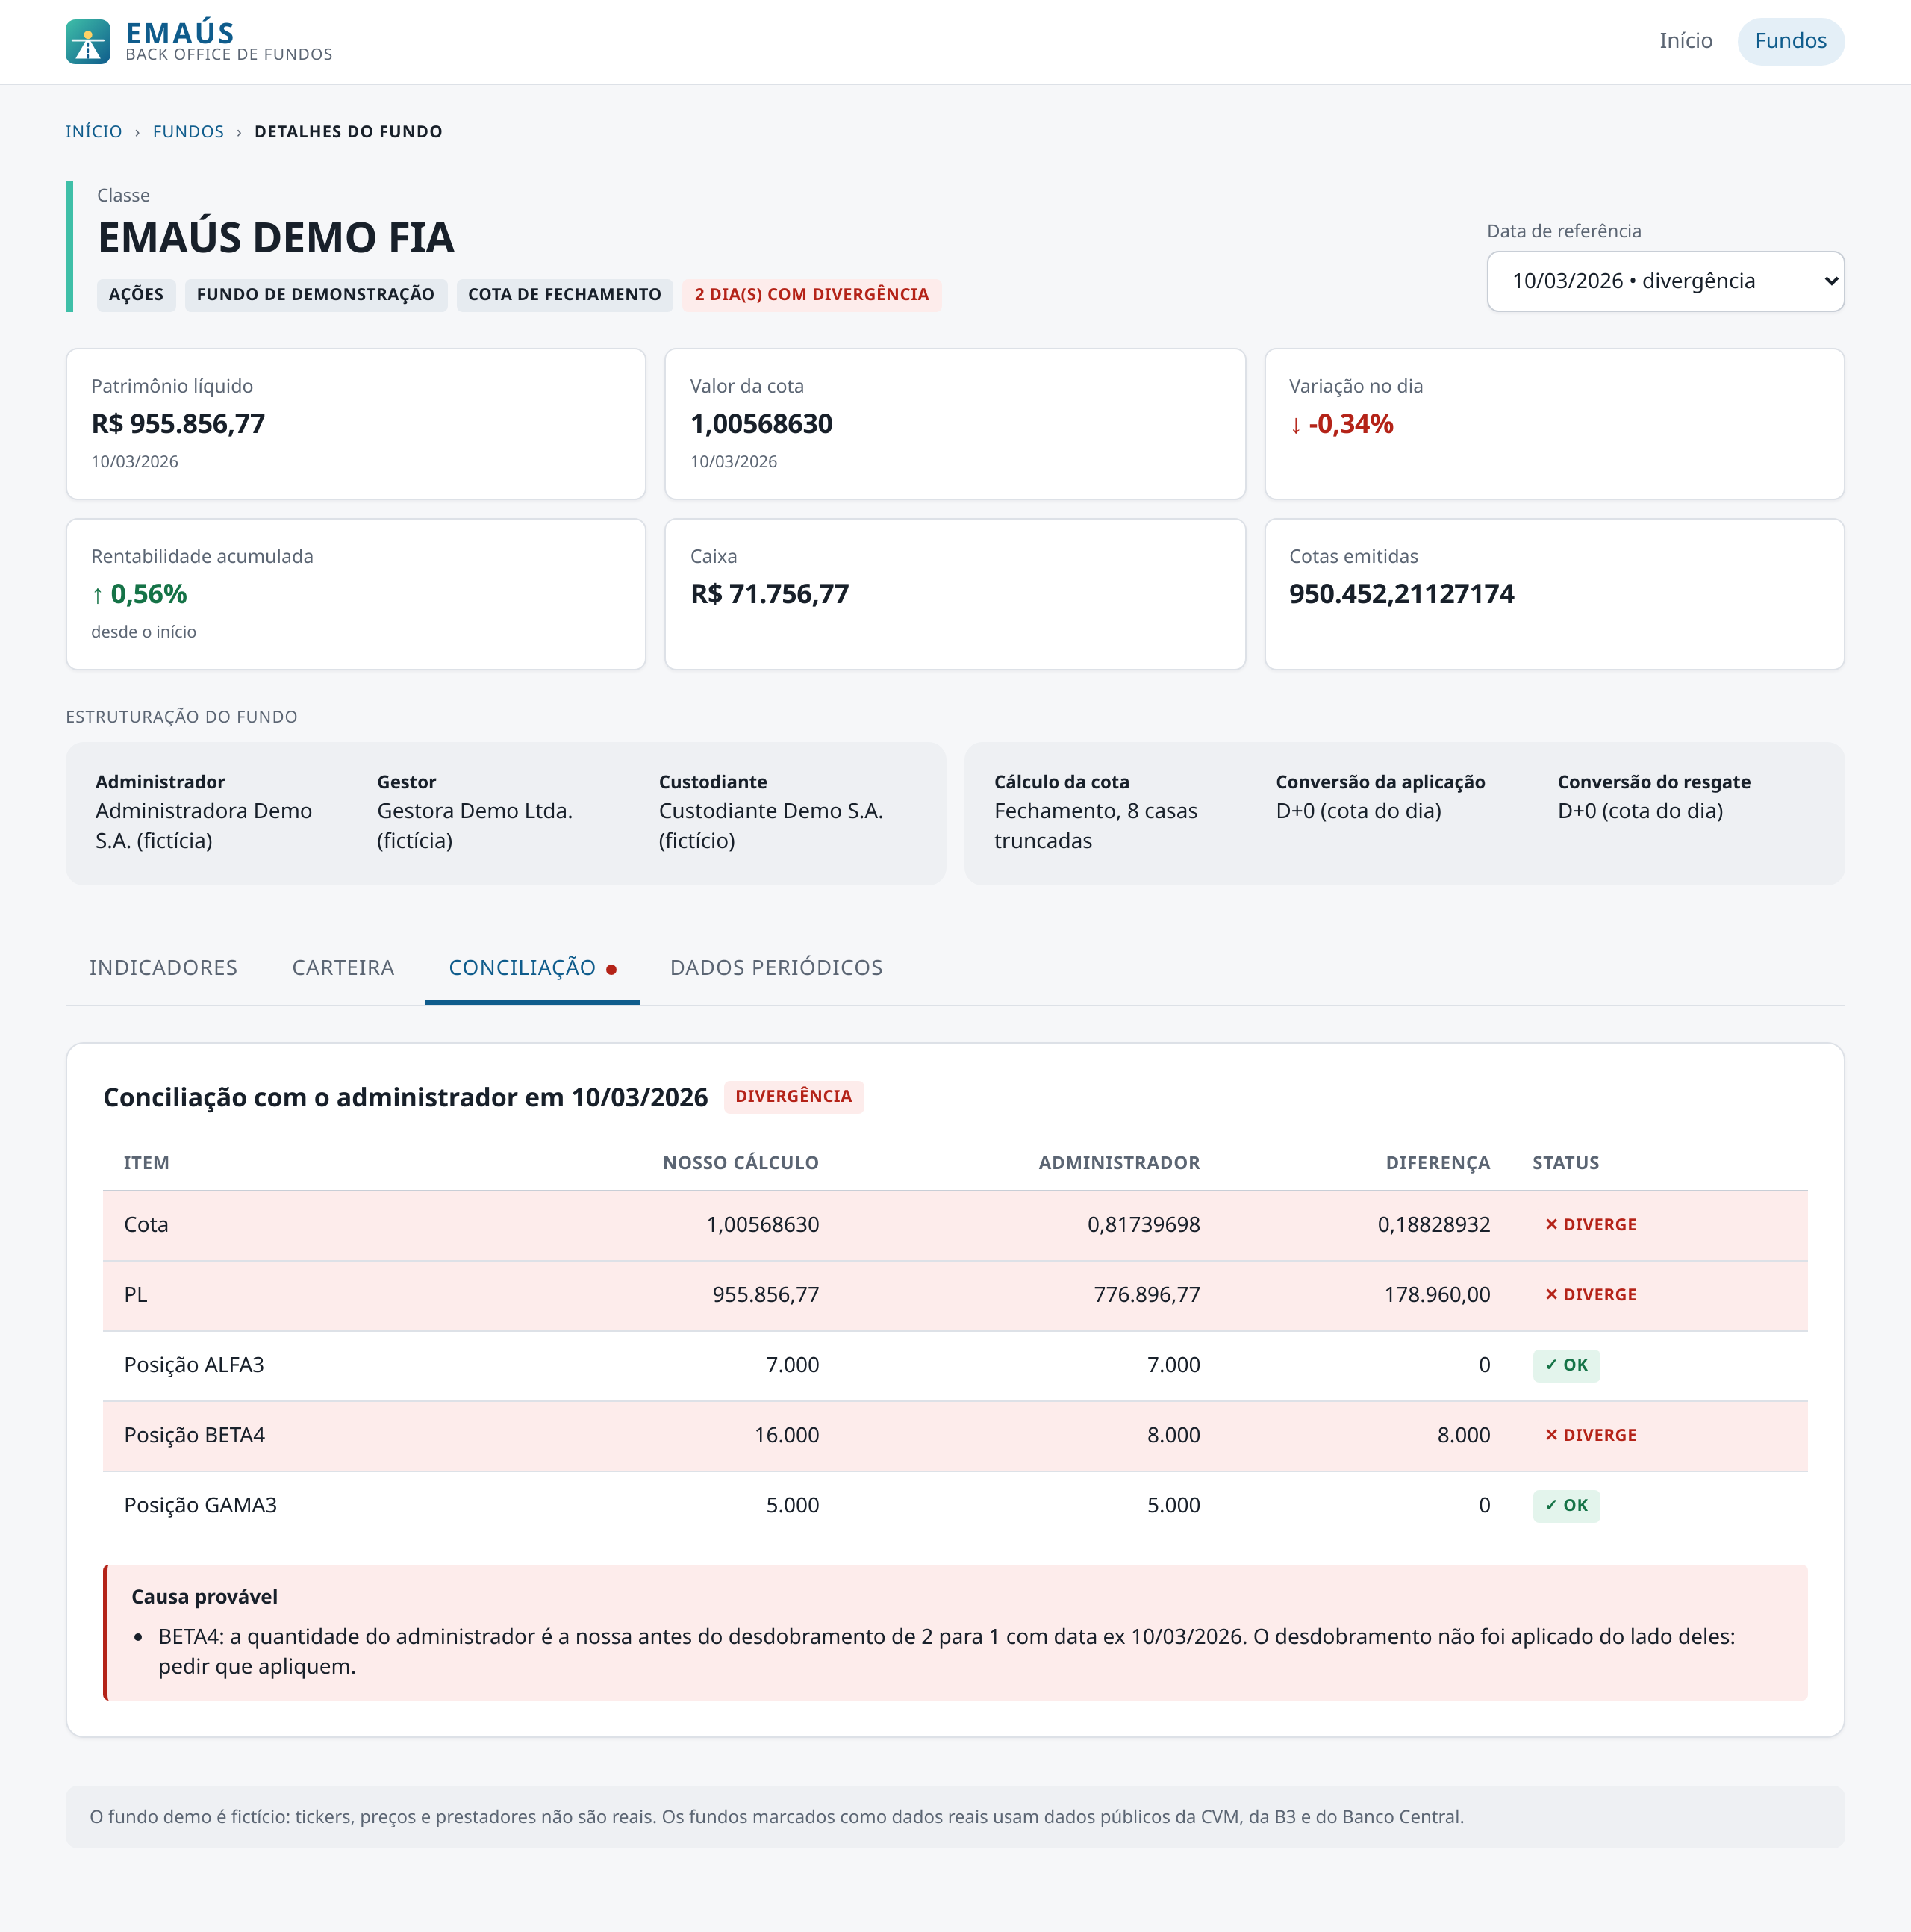 EMAÚS
BACK OFFICE DE FUNDOS
Início
Fundos
INÍCIO › FUNDOS › DETALHES DO FUNDO
Classe
EMAÚS DEMO FIA
AÇÕES
FUNDO DE DEMONSTRAÇÃO
COTA DE FECHAMENTO
2 DIA(S) COM DIVERGÊNCIA
Data de referência
10/03/2026 • divergência
Patrimônio líquido
R$ 955.856,77
10/03/2026
Valor da cota
1,00568630
10/03/2026
Variação no dia
↓ -0,34%
Rentabilidade acumulada
↑ 0,56%
desde o início
Caixa
R$ 71.756,77
Cotas emitidas
950.452,21127174
ESTRUTURAÇÃO DO FUNDO
Administrador
Administradora Demo
S.A. (fictícia)
Gestor
Gestora Demo Ltda.
(fictícia)
Custodiante
Custodiante Demo S.A.
(fictício)
Cálculo da cota
Fechamento, 8 casas
truncadas
Conversão da aplicação
D+0 (cota do dia)
Conversão do resgate
D+0 (cota do dia)
INDICADORES
CARTEIRA
CONCILIAÇÃO
DADOS PERIÓDICOS
Conciliação com o administrador em 10/03/2026 DIVERGÊNCIA
ITEM NOSSO CÁLCULO ADMINISTRADOR DIFERENÇA STATUS
Cota 1,00568630 0,81739698 0,18828932 ✕ DIVERGE
PL 955.856,77 776.896,77 178.960,00 ✕ DIVERGE
Posição ALFA3 7.000 7.000 0 ✓ OK
Posição BETA4 16.000 8.000 8.000 ✕ DIVERGE
Posição GAMA3 5.000 5.000 0 ✓ OK
Causa provável
• BETA4: a quantidade do administrador é a nossa antes do desdobramento de 2 para 1 com data ex 10/03/2026. O desdobramento não foi aplicado do lado deles:
pedir que apliquem.
O fundo demo é fictício: tickers, preços e prestadores não são reais. Os fundos marcados como dados reais usam dados públicos da CVM, da B3 e do Banco Central.